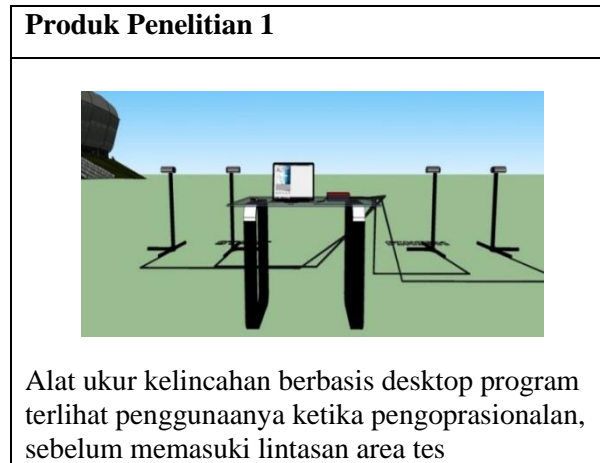 Produk Penelitian 1
Alat ukur kelincahan berbasis desktop program
terlihat penggunaanya ketika pengoprasionalan,
sebelum memasuki lintasan area tes